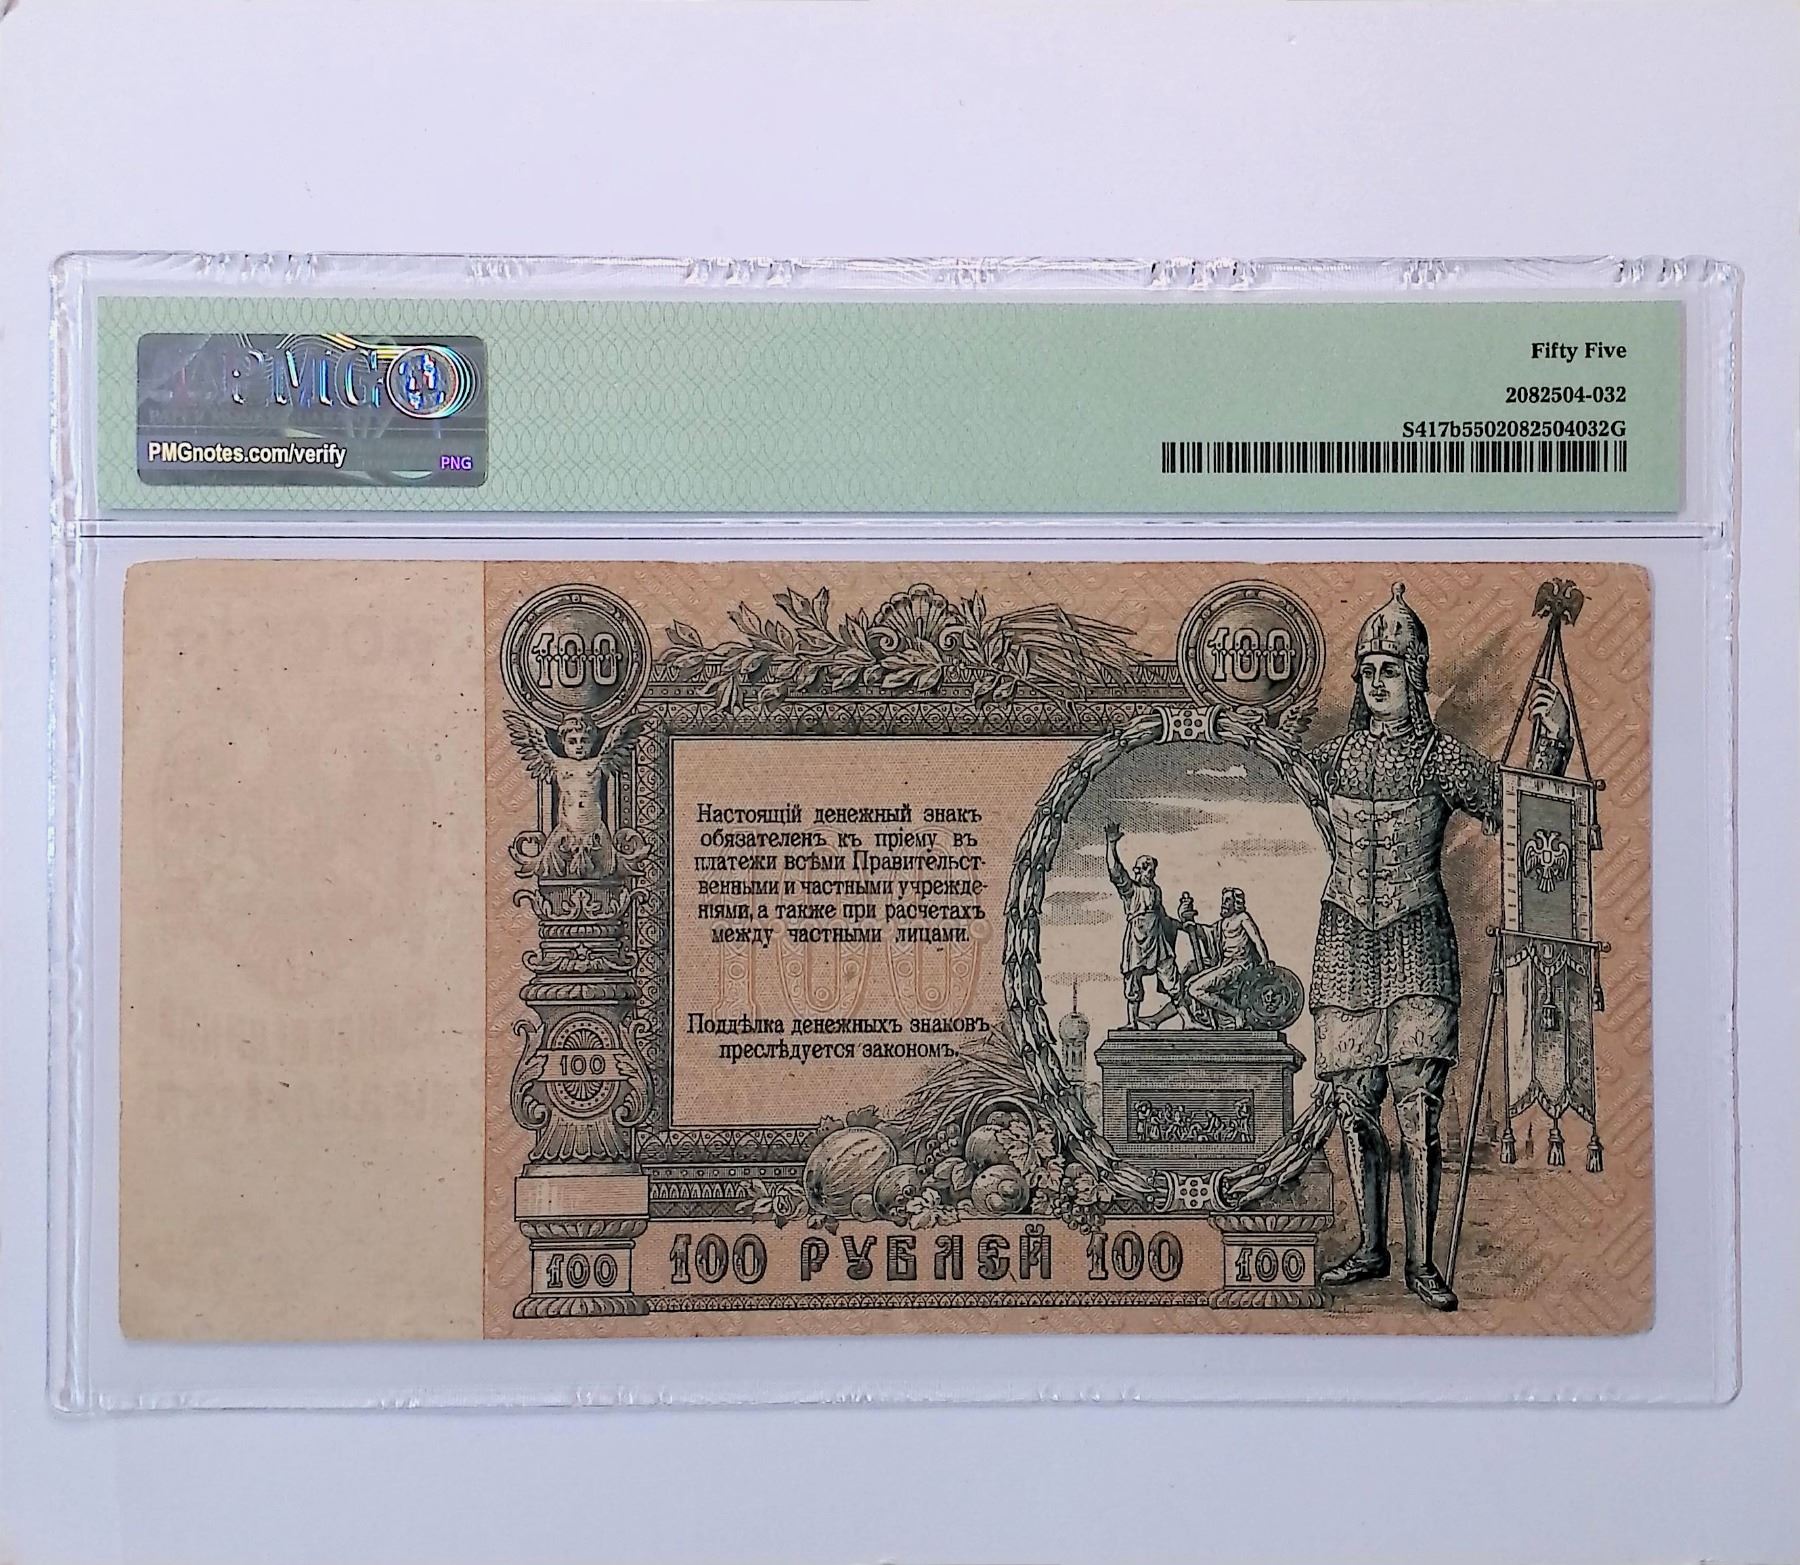 PMG
PMGnotes.com/verify
PNG
Fifty Five
2082504-032
S417b5502082504032G
100
100
Настоящій денежный знакъ
обязателенъ къ пріему въ
платежи всѣми Правительст-
венными и частными учрежде-
ніями, а также при расчетахъ
между частными лицами.
100
Поддѣлка денежныхъ знаковъ
преслѣдуется закономъ.
100
100
100 РУБЛЕЙ 100
100